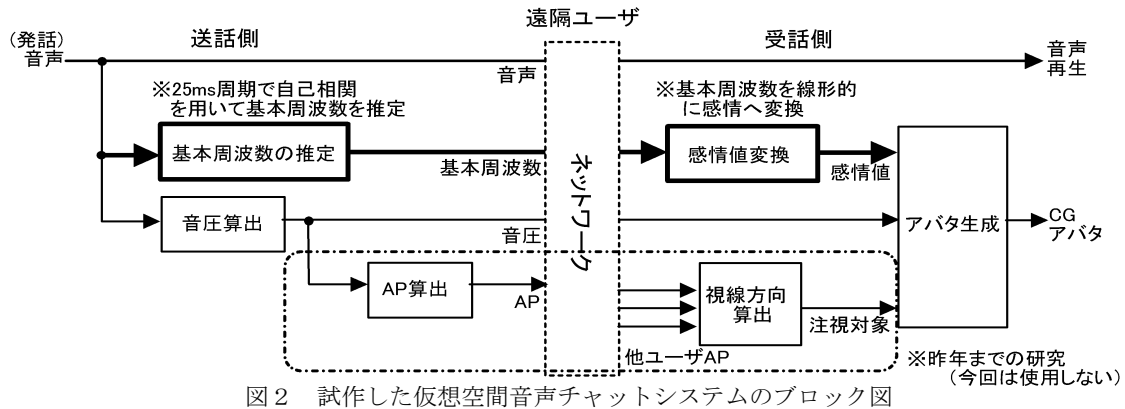 遠隔ユーザ
(発話)
音声
送話側
受話側
音声
音声
再生
※25ms周期で自己相関
を用いて基本周波数を推定
※基本周波数を線形的
に感情へ変換
基本周波数の推定
基本周波数
ネットワーク
感情値変換
感情値
音圧算出
音圧
アバタ生成
CG
アバタ
AP算出
AP
視線方向
算出
注視対象
他ユーザAP
※昨年までの研究
(今回は使用しない)
図2 試作した仮想空間音声チャットシステムのブロック図